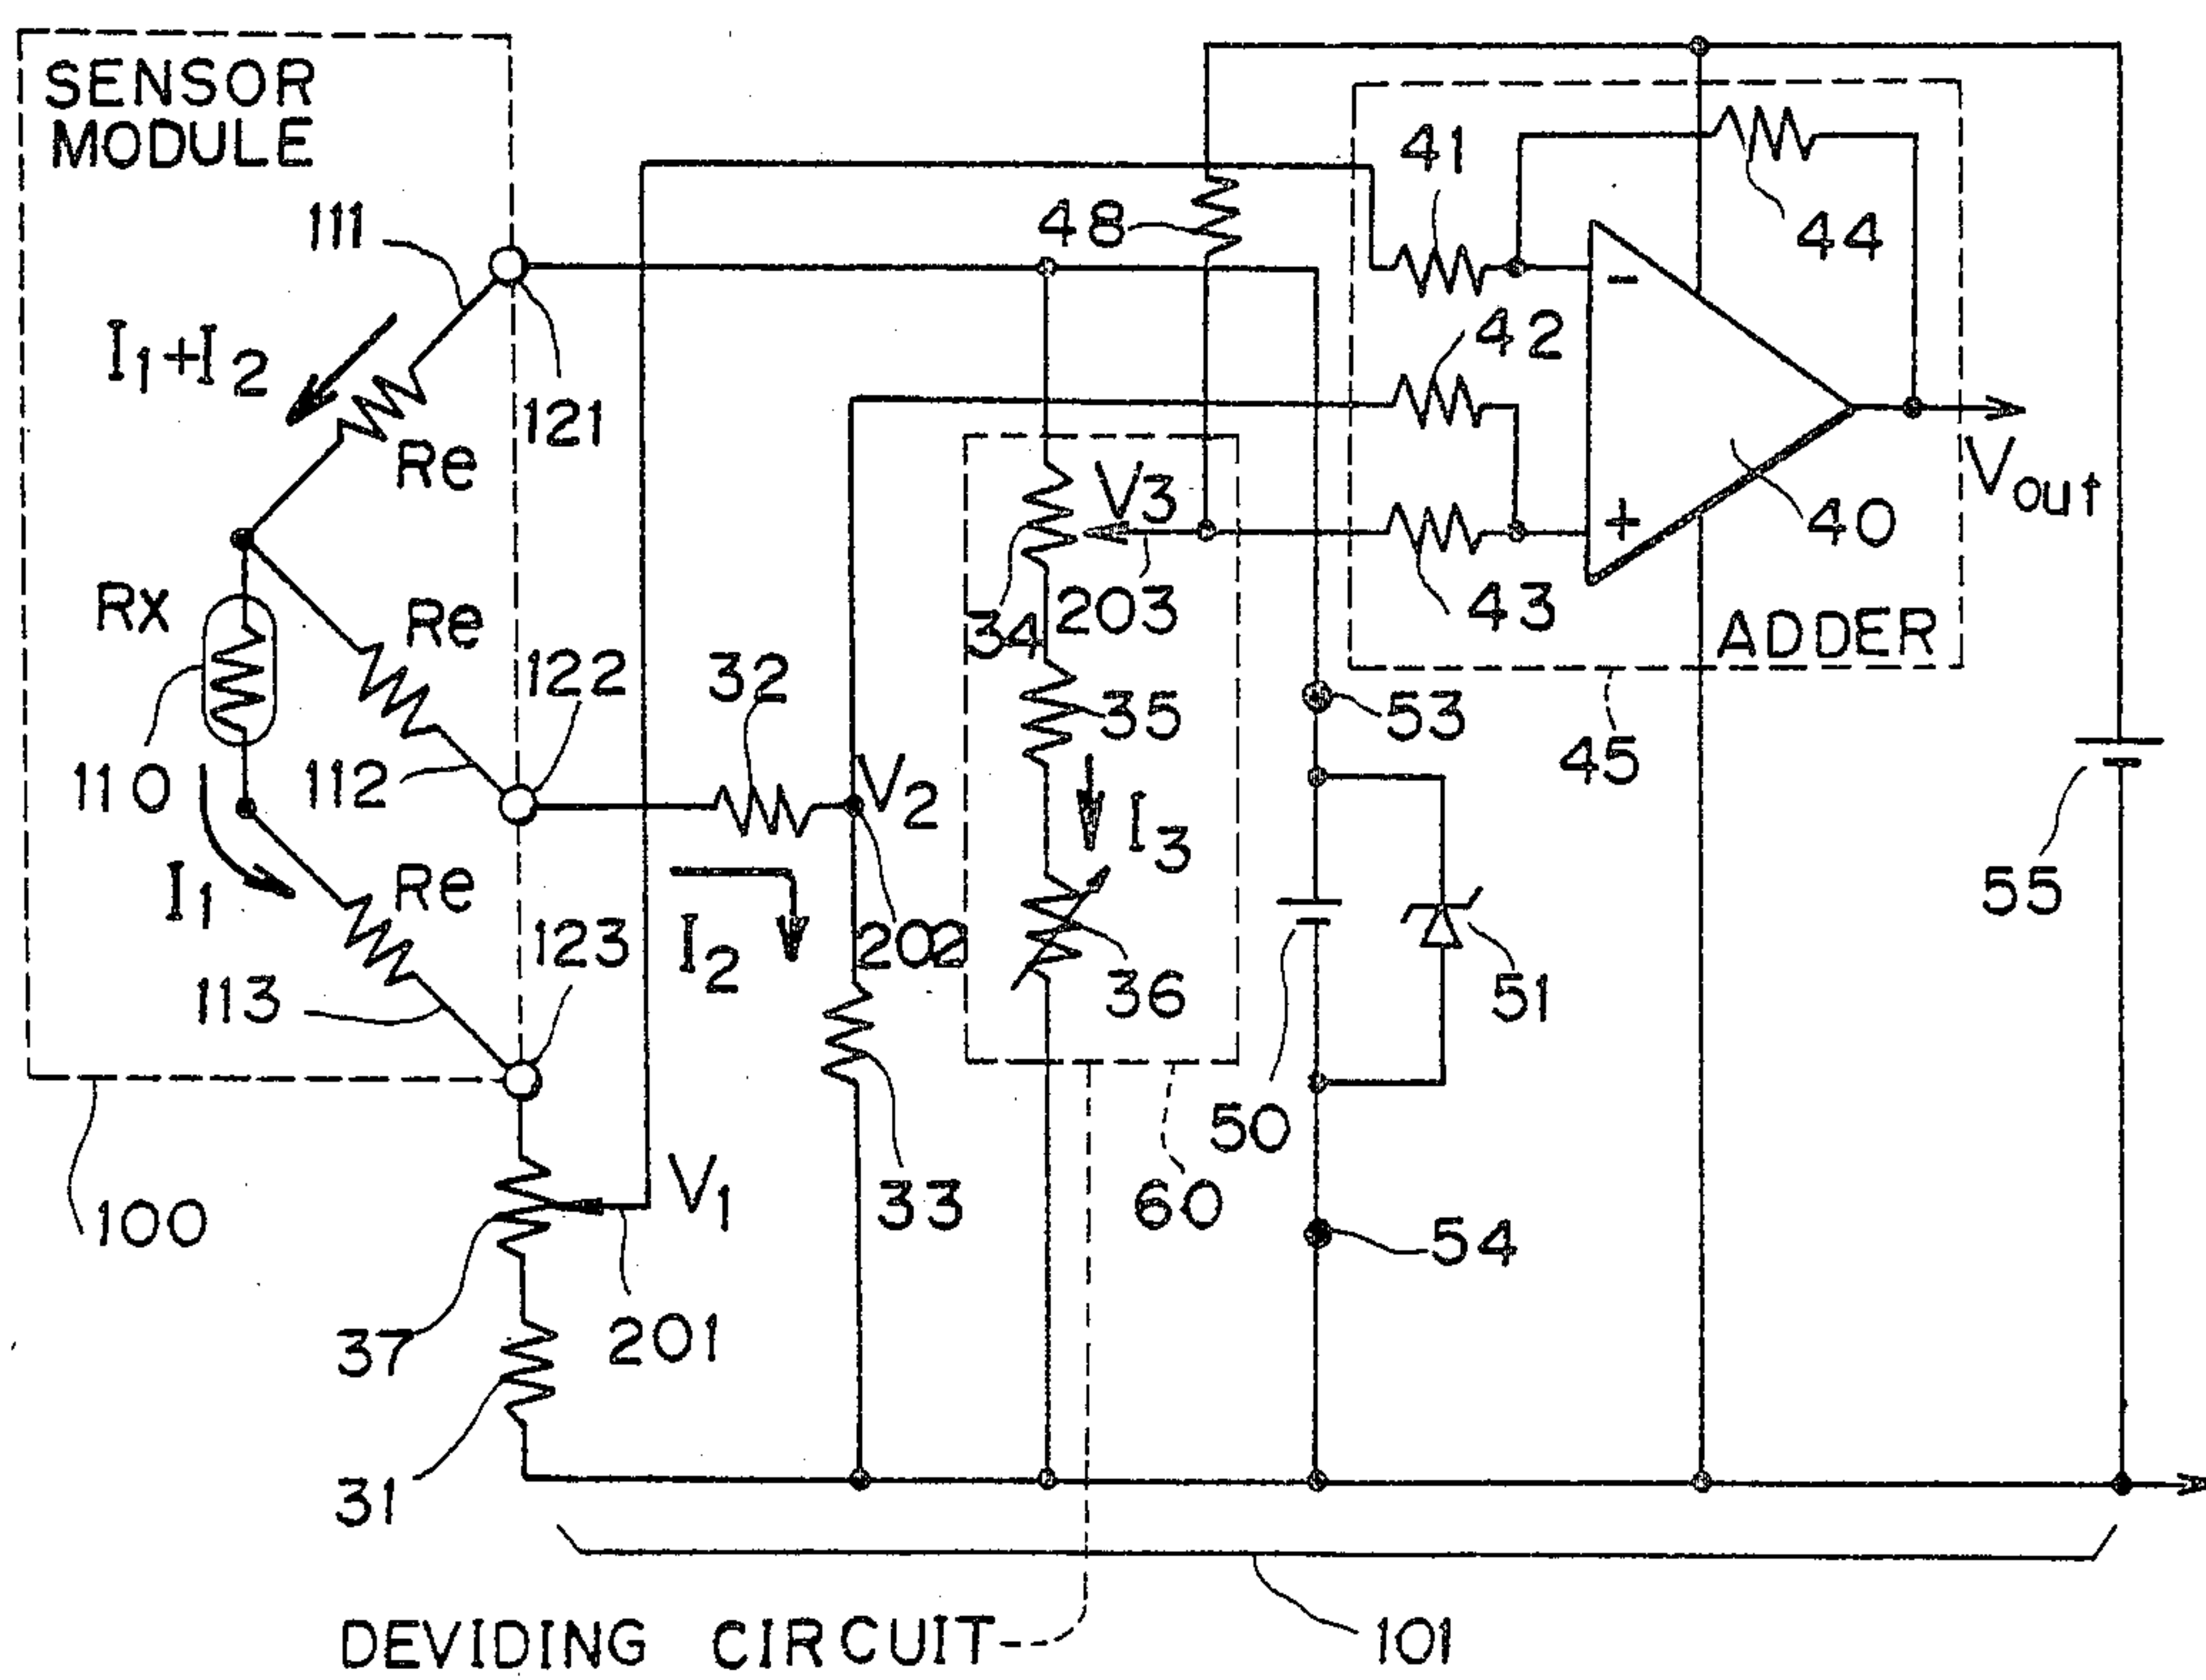 SENSOR
MODULE
111
I1+I2
Re
121
48
41
44
42
Rx
Re
122
32
V3
203
34
43
40
Vout
ADDER
45
110
112
V2
35
53
I3
I1
Re
123
I2
202
36
51
55
113
50
100
V1
33
60
54
37
201
31
101
DEVIDING CIRCUIT
-
+